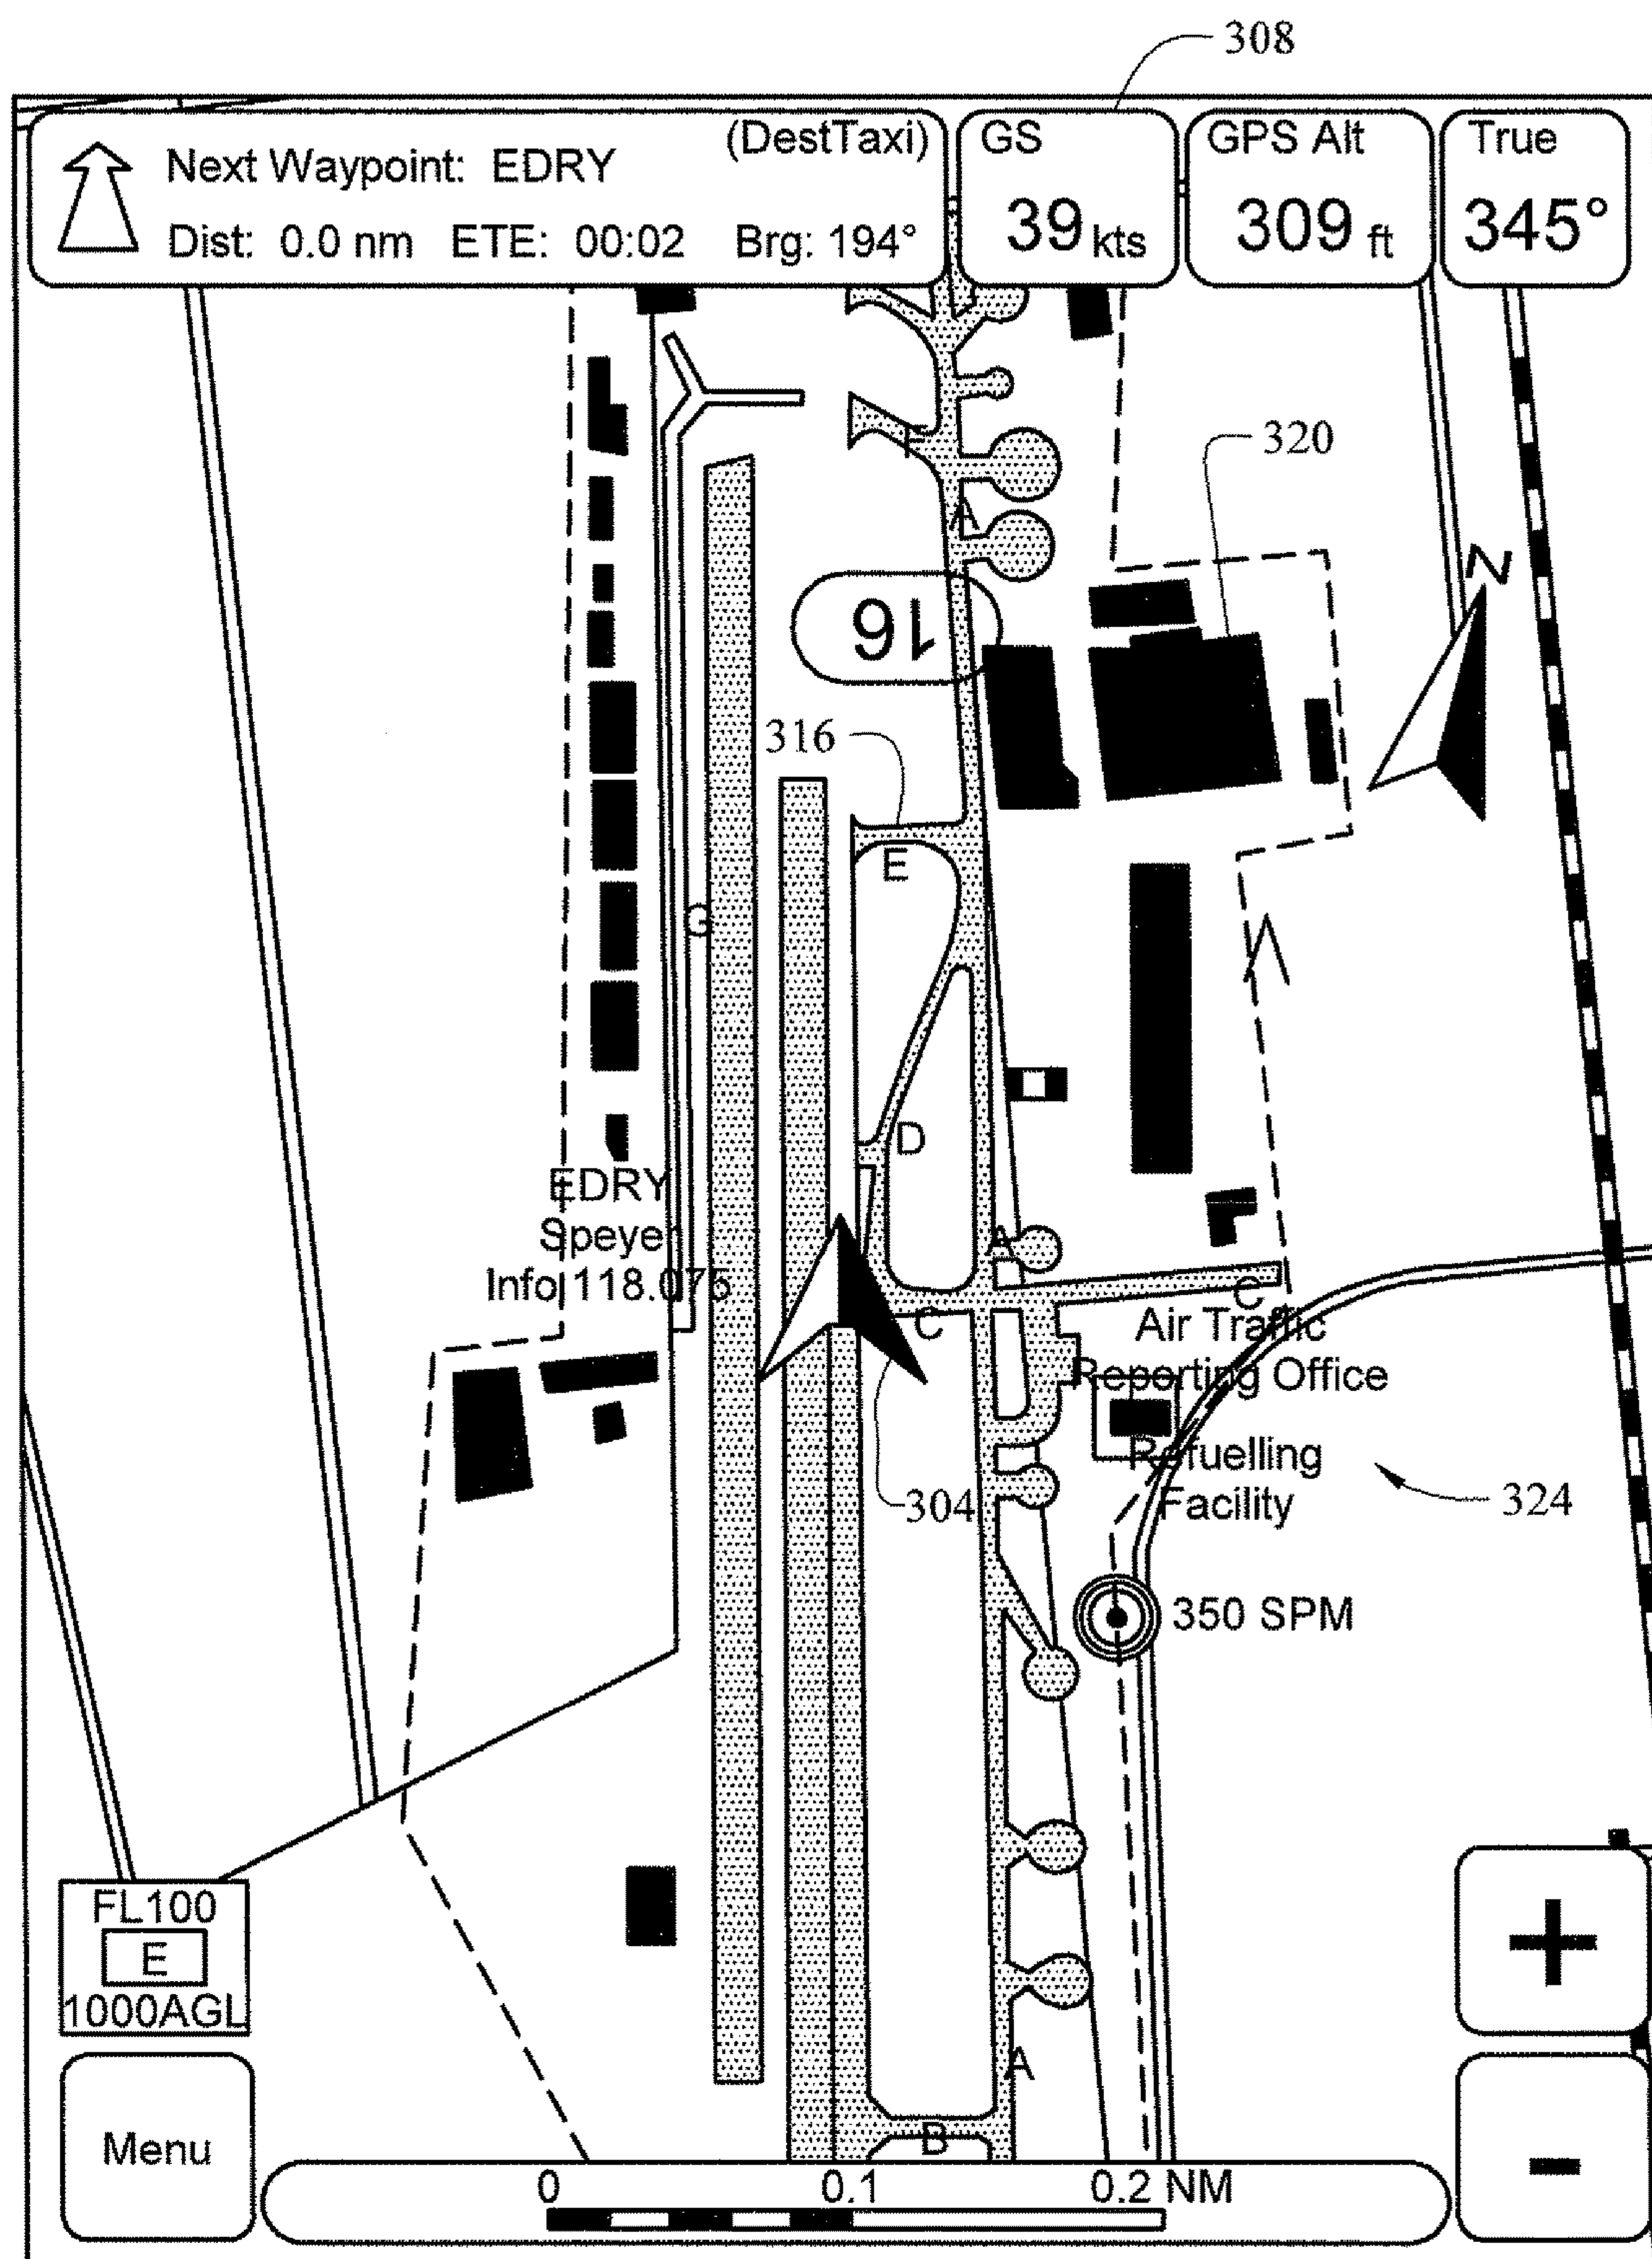 308
(DestTaxi)
Next Waypoint: EDRY
Dist: 0.0 nm ETE: 00:02 Brg: 194°
GS
39 kts
GPS Alt
309 ft
True
345°
320
F
A
N
16
316
E
G
D
EDRY
Speyer
Info 118.075
A
C
C
Air Traffic
Reporting Office
Refuelling
Facility
304
324
350 SPM
FL100
E
1000AGL
A
B
Menu
+
-
0 0.1 0.2 NM